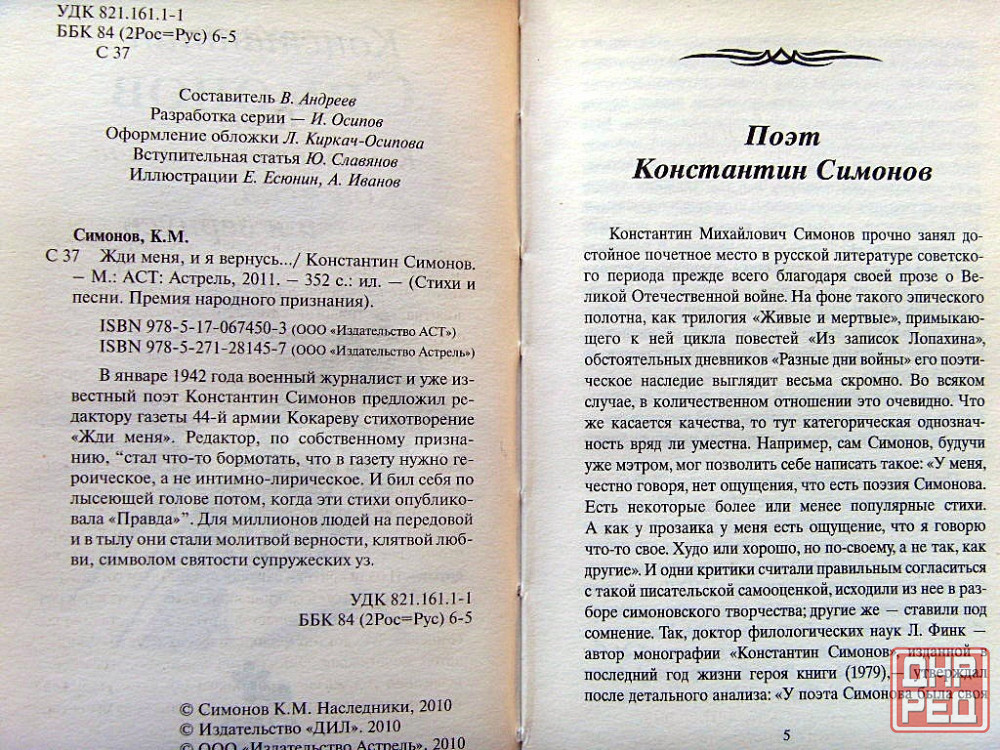 УДК 821.161.1-1
ББК 84 (2Рос=Рус) 6-5
С 37
Составитель В. Андреев
Разработка серии — И. Осипов
Оформление обложки Л. Киркач-Осипова
Вступительная статья Ю. Славянов
Иллюстрации Е. Есюнин, А. Иванов
Симонов, К.М.
С 37 Жди меня, и я вернусь.../ Константин Симонов.
– М.: АСТ: Астрель, 2011. – 352 с.: ил. — (Стихи и
песни. Премия народного признания).
ISBN 978-5-17-067450-3 (ООО «Издательство АСТ»)
ISBN 978-5-271-28145-7 (ООО «Издательство Астрель»)
В январе 1942 года военный журналист и уже из-
вестный поэт Константин Симонов предложил ре-
дактору газеты 44-й армии Кокареву стихотворение
«Жди меня». Редактор, по собственному призна-
нию, “стал что-то бормотать, что в газету нужно ге-
роическое, а не интимно-лирическое. И бил себя по
лысеющей голове потом, когда эти стихи опублико-
вала «Правда»”. Для миллионов людей на передовой
и в тылу они стали молитвой верности, клятвой люб-
ви, символом святости супружеских уз.
УДК 821.161.1-1
ББК 84 (2Рос=Рус) 6-5
© Симонов К.М. Наследники, 2010
© Издательство «ДИЛ». 2010
© ООО «Издательство Астрель». 2010
Поэт
Константин Симонов
Константин Михайлович Симонов прочно занял до-
стойное почетное место в русской литературе советско-
го периода прежде всего благодаря своей прозе о Ве-
ликой Отечественной войне. На фоне такого эпического
полотна, как трилогия «Живые и мертвые», примыкаю-
щего к ней цикла повестей «Из записок Лопахина»,
обстоятельных дневников «Разные дни войны» его поэти-
ческое наследие выглядит весьма скромно. Во всяком
случае, в количественном отношении это очевидно. Что
же касается качества, то тут категорическая однознач-
ность вряд ли уместна. Например, сам Симонов, будучи
уже мэтром, мог позволить себе написать такое: «У меня,
честно говоря, нет ощущения, что есть поэзия Симонова.
Есть некоторые более или менее популярные стихи.
А как у прозаика у меня есть ощущение, что я говорю
что-то свое. Худо или хорошо, но по-своему, а не так, как
другие». И одни критики считали правильным согласиться
с такой писательской самооценкой, исходили из нее в раз-
боре симоновского творчества; другие же — ставили под
сомнение. Так, доктор филологических наук Л. Финк —
автор монографии «Константин Симонов», изданной в
последний год жизни героя книги (1979),— утверждал
после детального анализа: «У поэта Симонова была своя
5
ДНР
РЕД